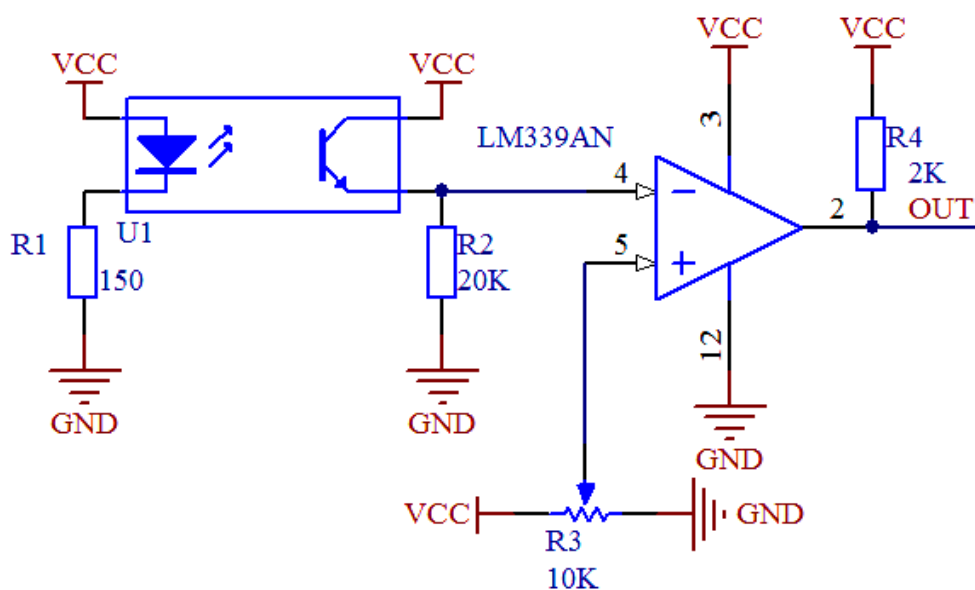 VCC
VCC
VCC
VCC
LM339AN
3
R4
2K
4
2
OUT
U1
R1
150
R2
20K
5
12
GND
GND
GND
VCC
GND
R3
10K